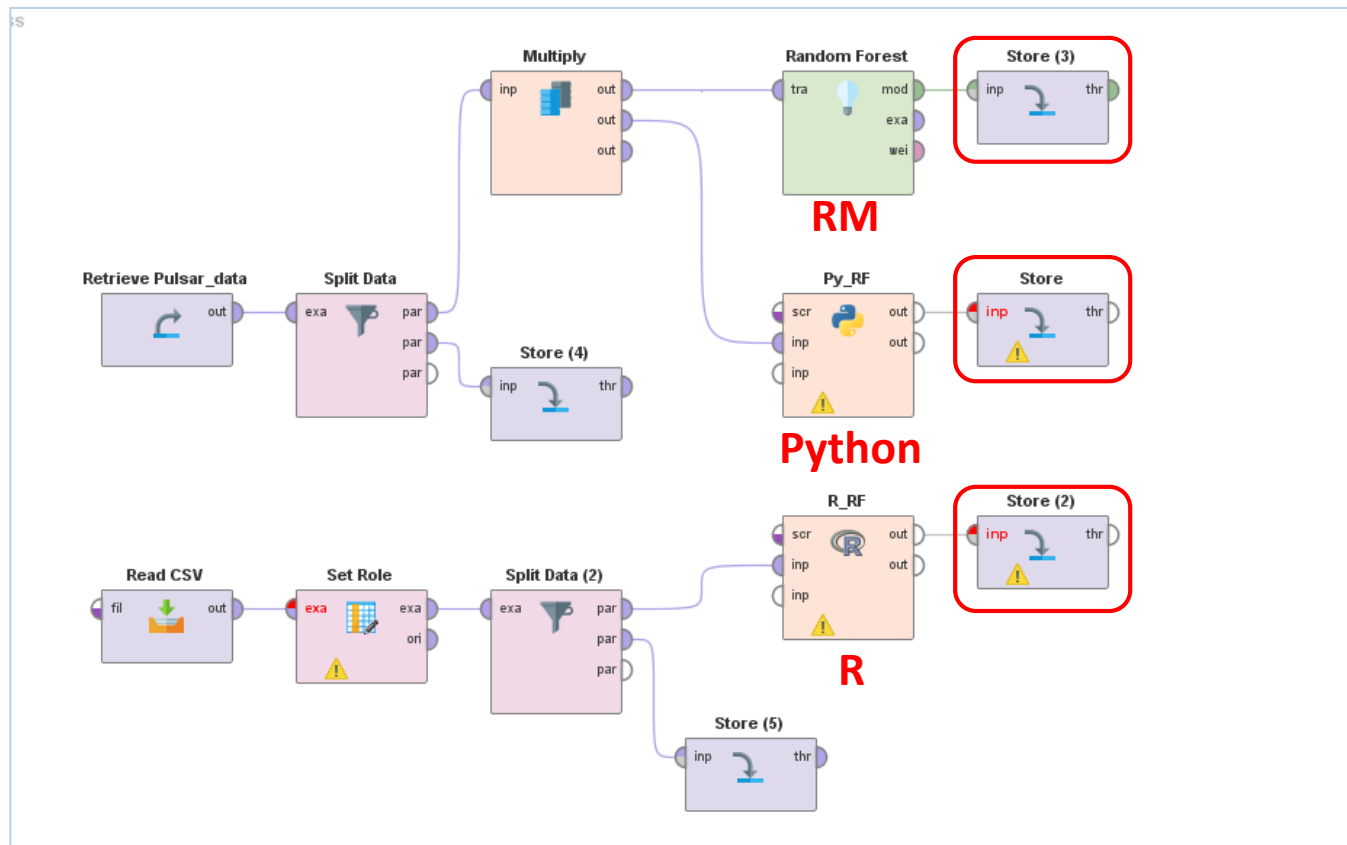 ss
Multiply
inp
out
out
out
Random Forest
tra
mod
exa
wei
RM
Store (3)
inp
thr
Retrieve Pulsar_data
out
Split Data
exa
par
par
par
Store (4)
inp
thr
Py_RF
scr
inp
inp
out
out
Python
Store
inp
thr
Read CSV
fil
out
Set Role
exa
exa
ori
Split Data (2)
exa
par
par
par
R_RF
scr
inp
inp
out
out
R
R
Store (2)
inp
thr
Store (5)
inp
thr